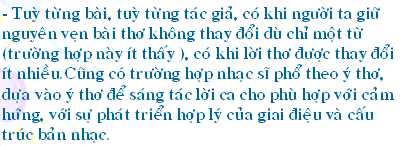 - Tuỳ từng bài, tuỳ từng tác giả, có khi người ta giữ
nguyên vẹn bài thơ không thay đổi dù chỉ một từ
(trường hợp này ít thấy ), có khi lời thơ được thay đổi
ít nhiều.Cũng có trường hợp nhạc sĩ phổ theo ý thơ,
dựa vào ý thơ để sáng tác lời ca cho phù hợp với cảm
hứng, với sự phát triển hợp lý của giai điệu và cấu
trúc bản nhạc.